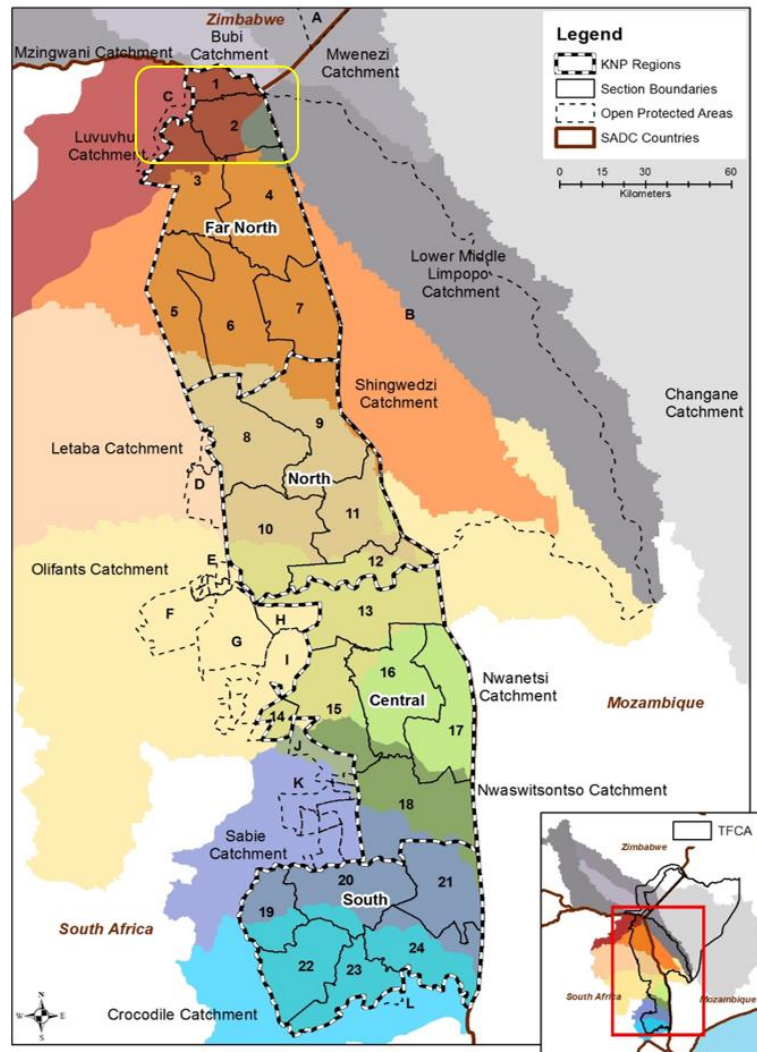 Zimbabwe
A
Bubi
Catchment
Mzingwani Catchment
Mwenezi
Catchment
Legend
KNP Regions
Section Boundaries
Open Protected Areas
SADC Countries
0 15 30 60
Kilometers
1
C
2
Luvuvhu
Catchment
3
4
Far North
Lower Middle
Limpopo
Catchment
B
5
6
7
Shingwedzi
Catchment
Changane
Catchment
Letaba Catchment
8
9
D
North
10
11
Olifants Catchment
E
12
F
13
H
G
I
16
Nwanetsi
Catchment
Central
Mozambique
14
15
17
J
K
Nwaswitsontso Catchment
18
Sabie
Catchment
20
21
19
South
South Africa
24
22
23
L
Crocodile Catchment
N
W E
S
TFCA
Zimbabwe
South Africa
Mozambique